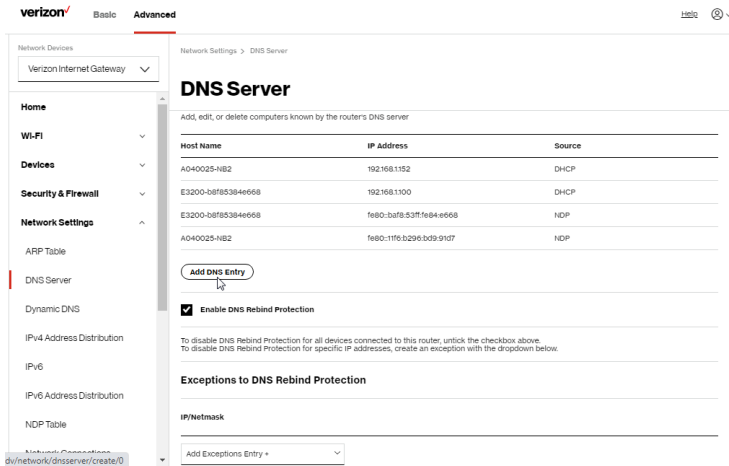 verizon✓ Basic Advanced Help
Network Devices
Verizon Internet Gateway
Home
Wi-Fi
Devices
Security & Firewall
Network Settings
ARP Table
DNS Server
Dynamic DNS
IPv4 Address Distribution
IPv6
IPv6 Address Distribution
NDP Table
Network Connections
dv/network/dnsserver/create/0
Network Settings > DNS Server
DNS Server
Add, edit, or delete computers known by the router's DNS server
Host Name IP Address Source
A040025-NB2 192.168.1.152 DHCP
E3200-b8f85384e668 192.168.1.100 DHCP
E3200-b8f85384e668 fe80::baf8:53ff:fe84:e668 NDP
A040025-NB2 fe80::11f6:b296:bd9:91d7 NDP
Add DNS Entry
Enable DNS Rebind Protection
To disable DNS Rebind Protection for all devices connected to this router, untick the checkbox above.
To disable DNS Rebind Protection for specific IP addresses, create an exception with the dropdown below.
Exceptions to DNS Rebind Protection
IP/Netmask
Add Exceptions Entry +